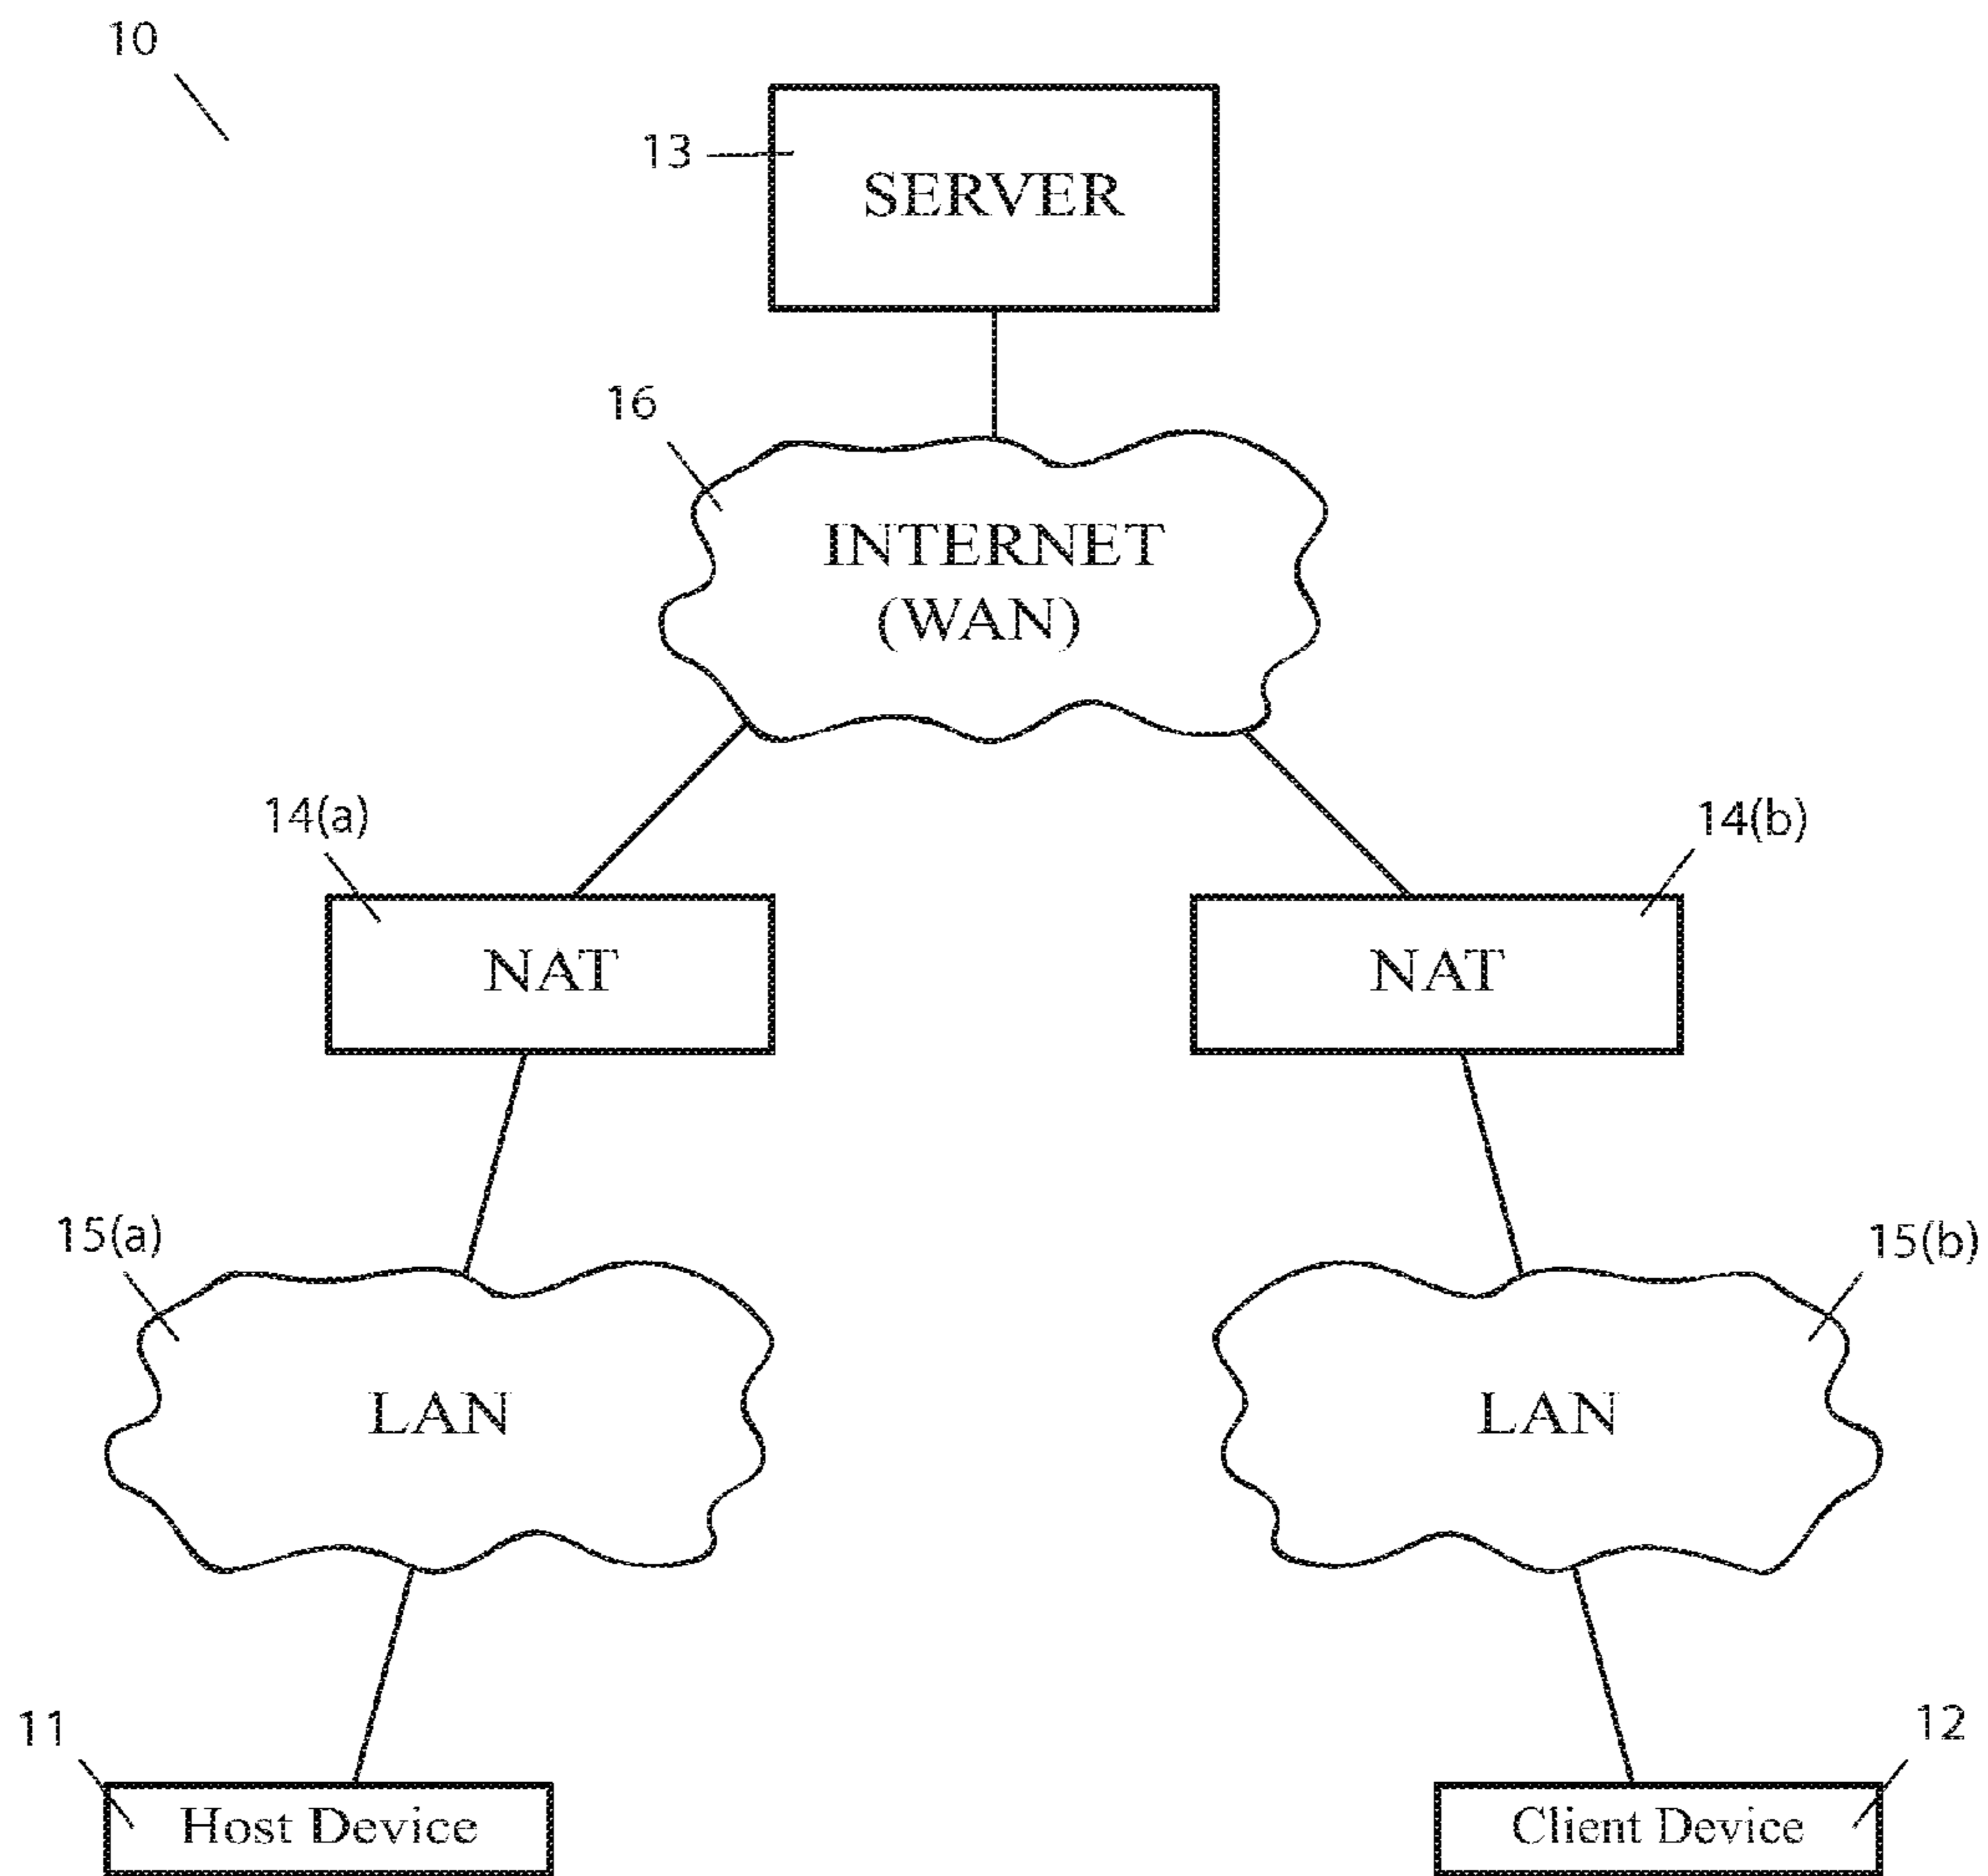 10
13
SERVER
16
INTERNET
(WAN)
14(a)
14(b)
NAT
NAT
15(a)
15(b)
LAN
LAN
11
12
Host Device
Client Device